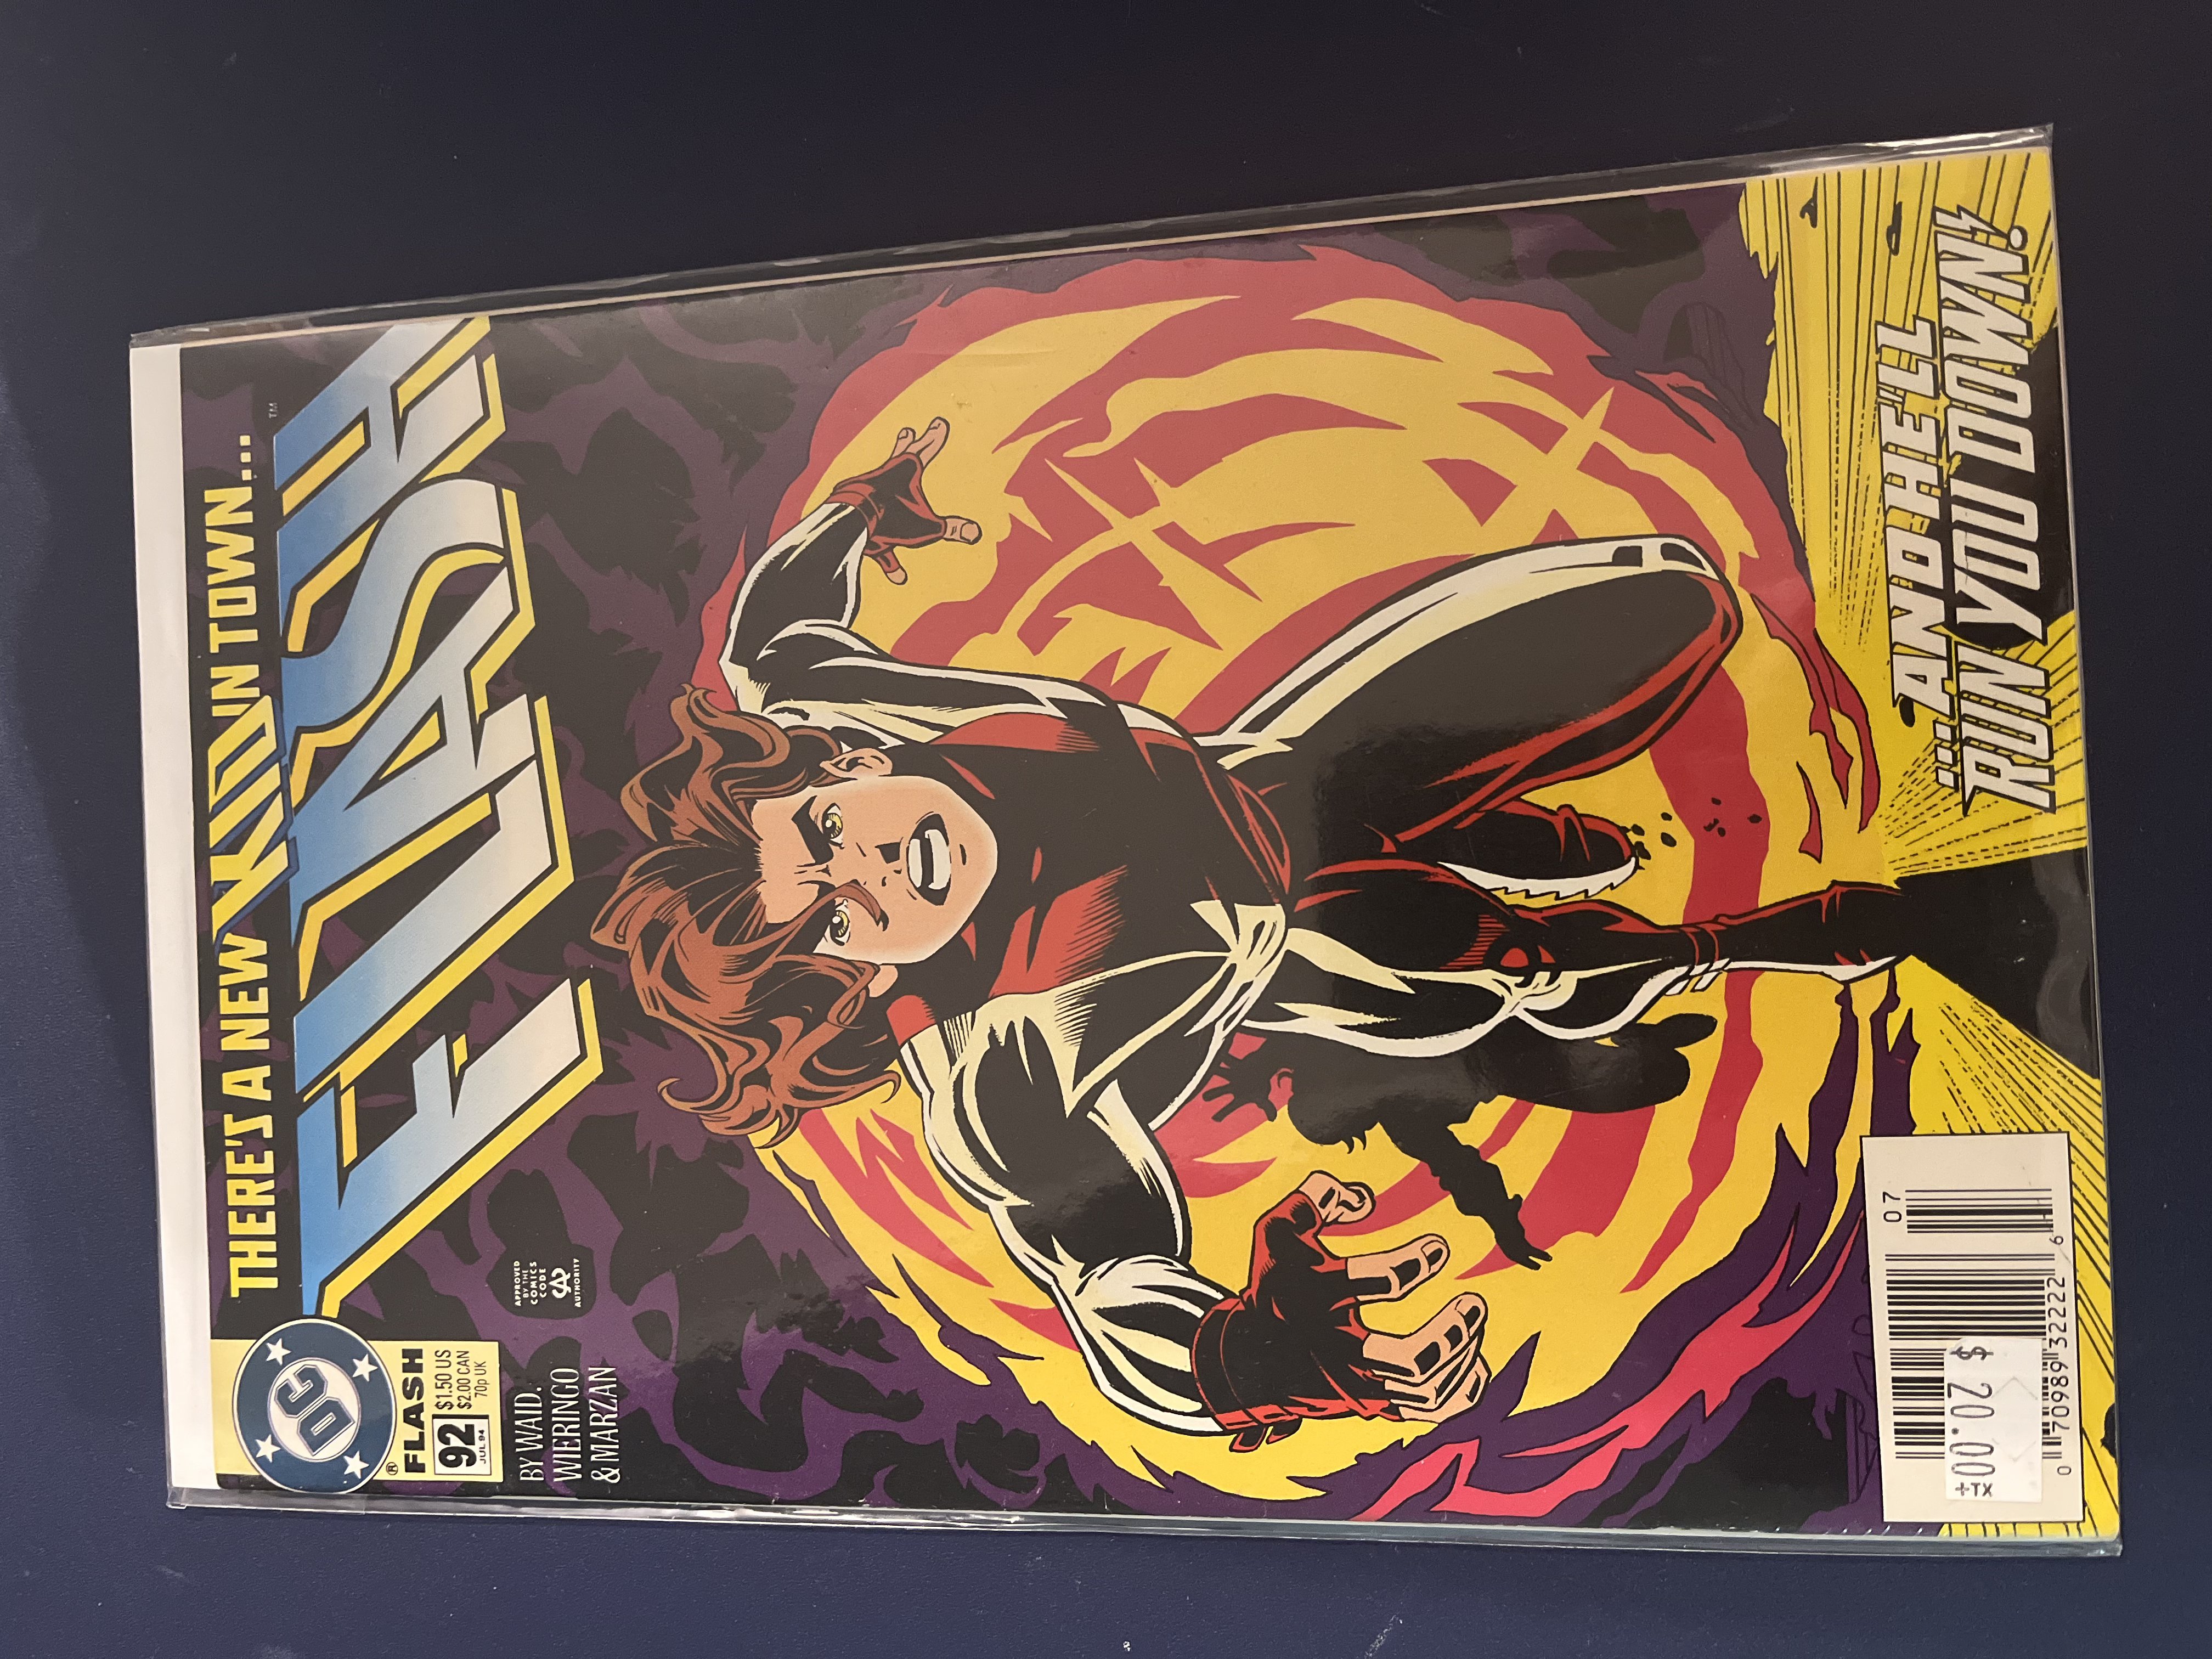 THERE'S A NEW KID IN TOWN...
FLASH
™
DC
®
FLASH
92
JUL 94
$1.50 US
$2.00 CAN
70p UK
BY WAID,
WIERINGO
& MARZAN
APPROVED
BY THE
COMICS
CODE
CA
AUTHORITY
...AND HE'LL
RUN YOU DOWN!
07
$ 20.00
+TX
0 70989 32222 6